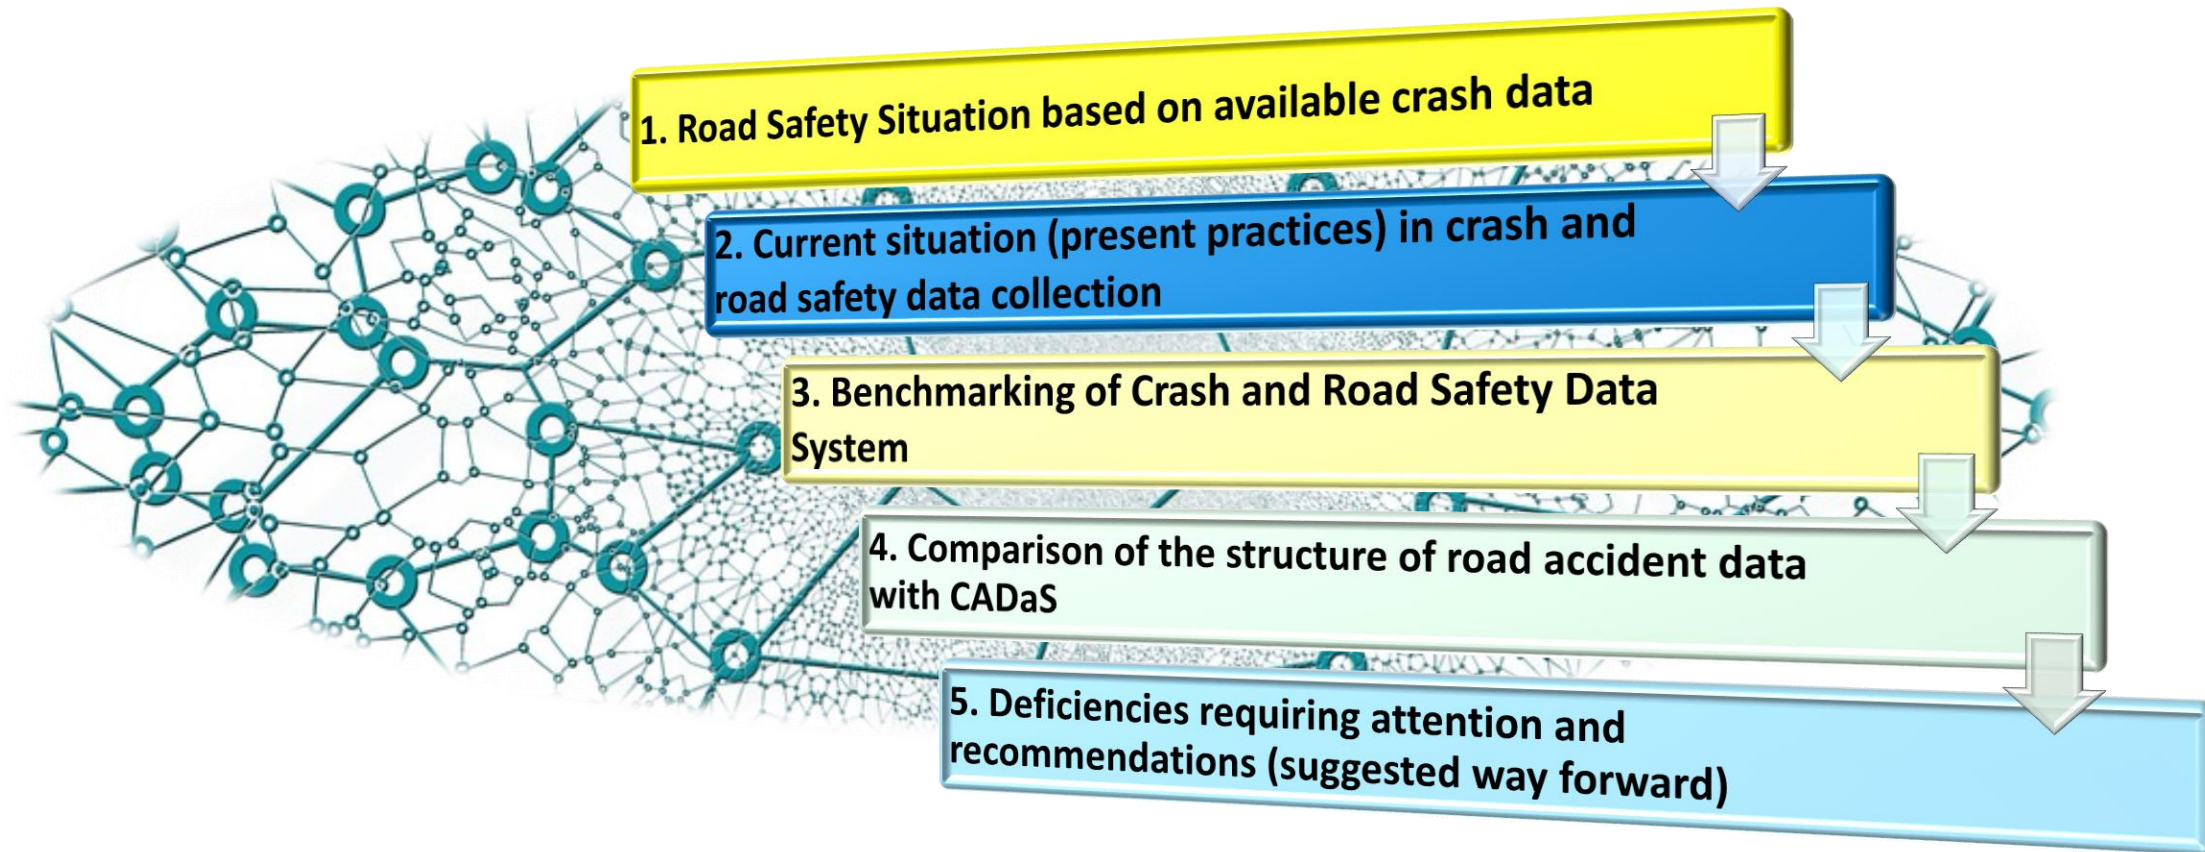 1. Road Safety Situation based on available crash data
2. Current situation (present practices) in crash and
road safety data collection
3. Benchmarking of Crash and Road Safety Data
System
4. Comparison of the structure of road accident data
with CADaS
5. Deficiencies requiring attention and
recommendations (suggested way forward)